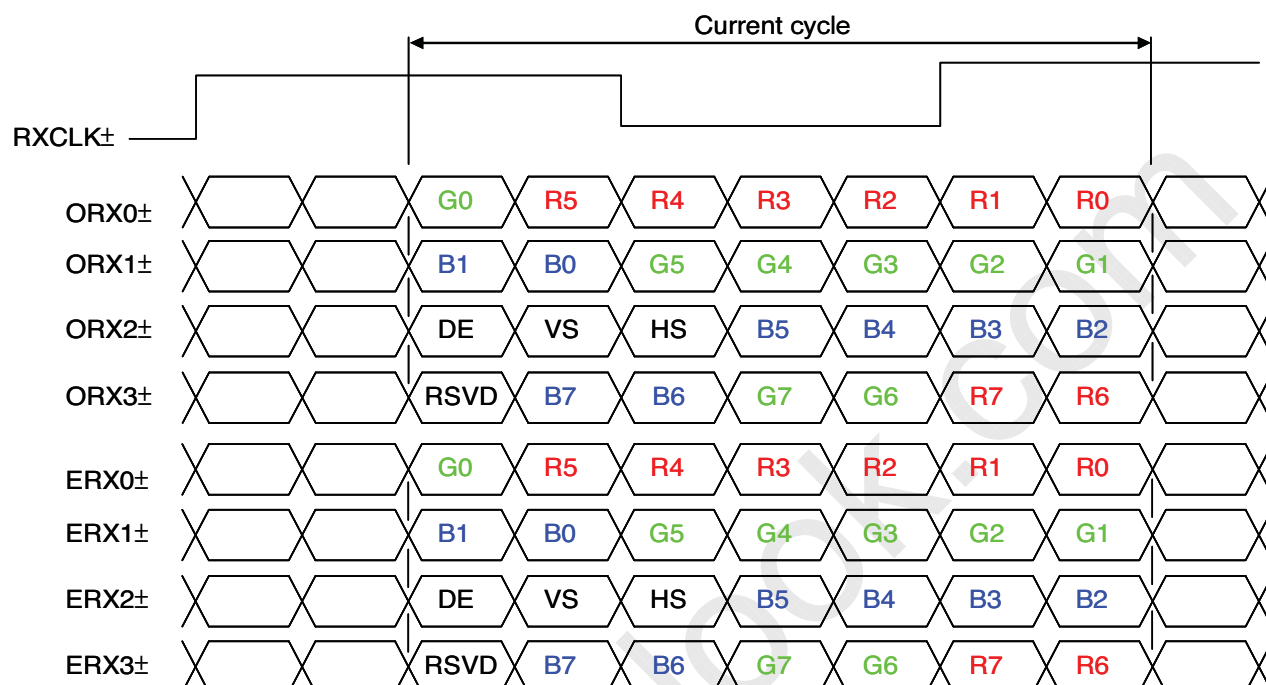 Current cycle
RXCLK±
ORX0± G0 R5 R4 R3 R2 R1 R0
ORX1± B1 B0 G5 G4 G3 G2 G1
ORX2± DE VS HS B5 B4 B3 B2
ORX3± RSVD B7 B6 G7 G6 R7 R6
ERX0± G0 R5 R4 R3 R2 R1 R0
ERX1± B1 B0 G5 G4 G3 G2 G1
ERX2± DE VS HS B5 B4 B3 B2
ERX3± RSVD B7 B6 G7 G6 R7 R6
look.com